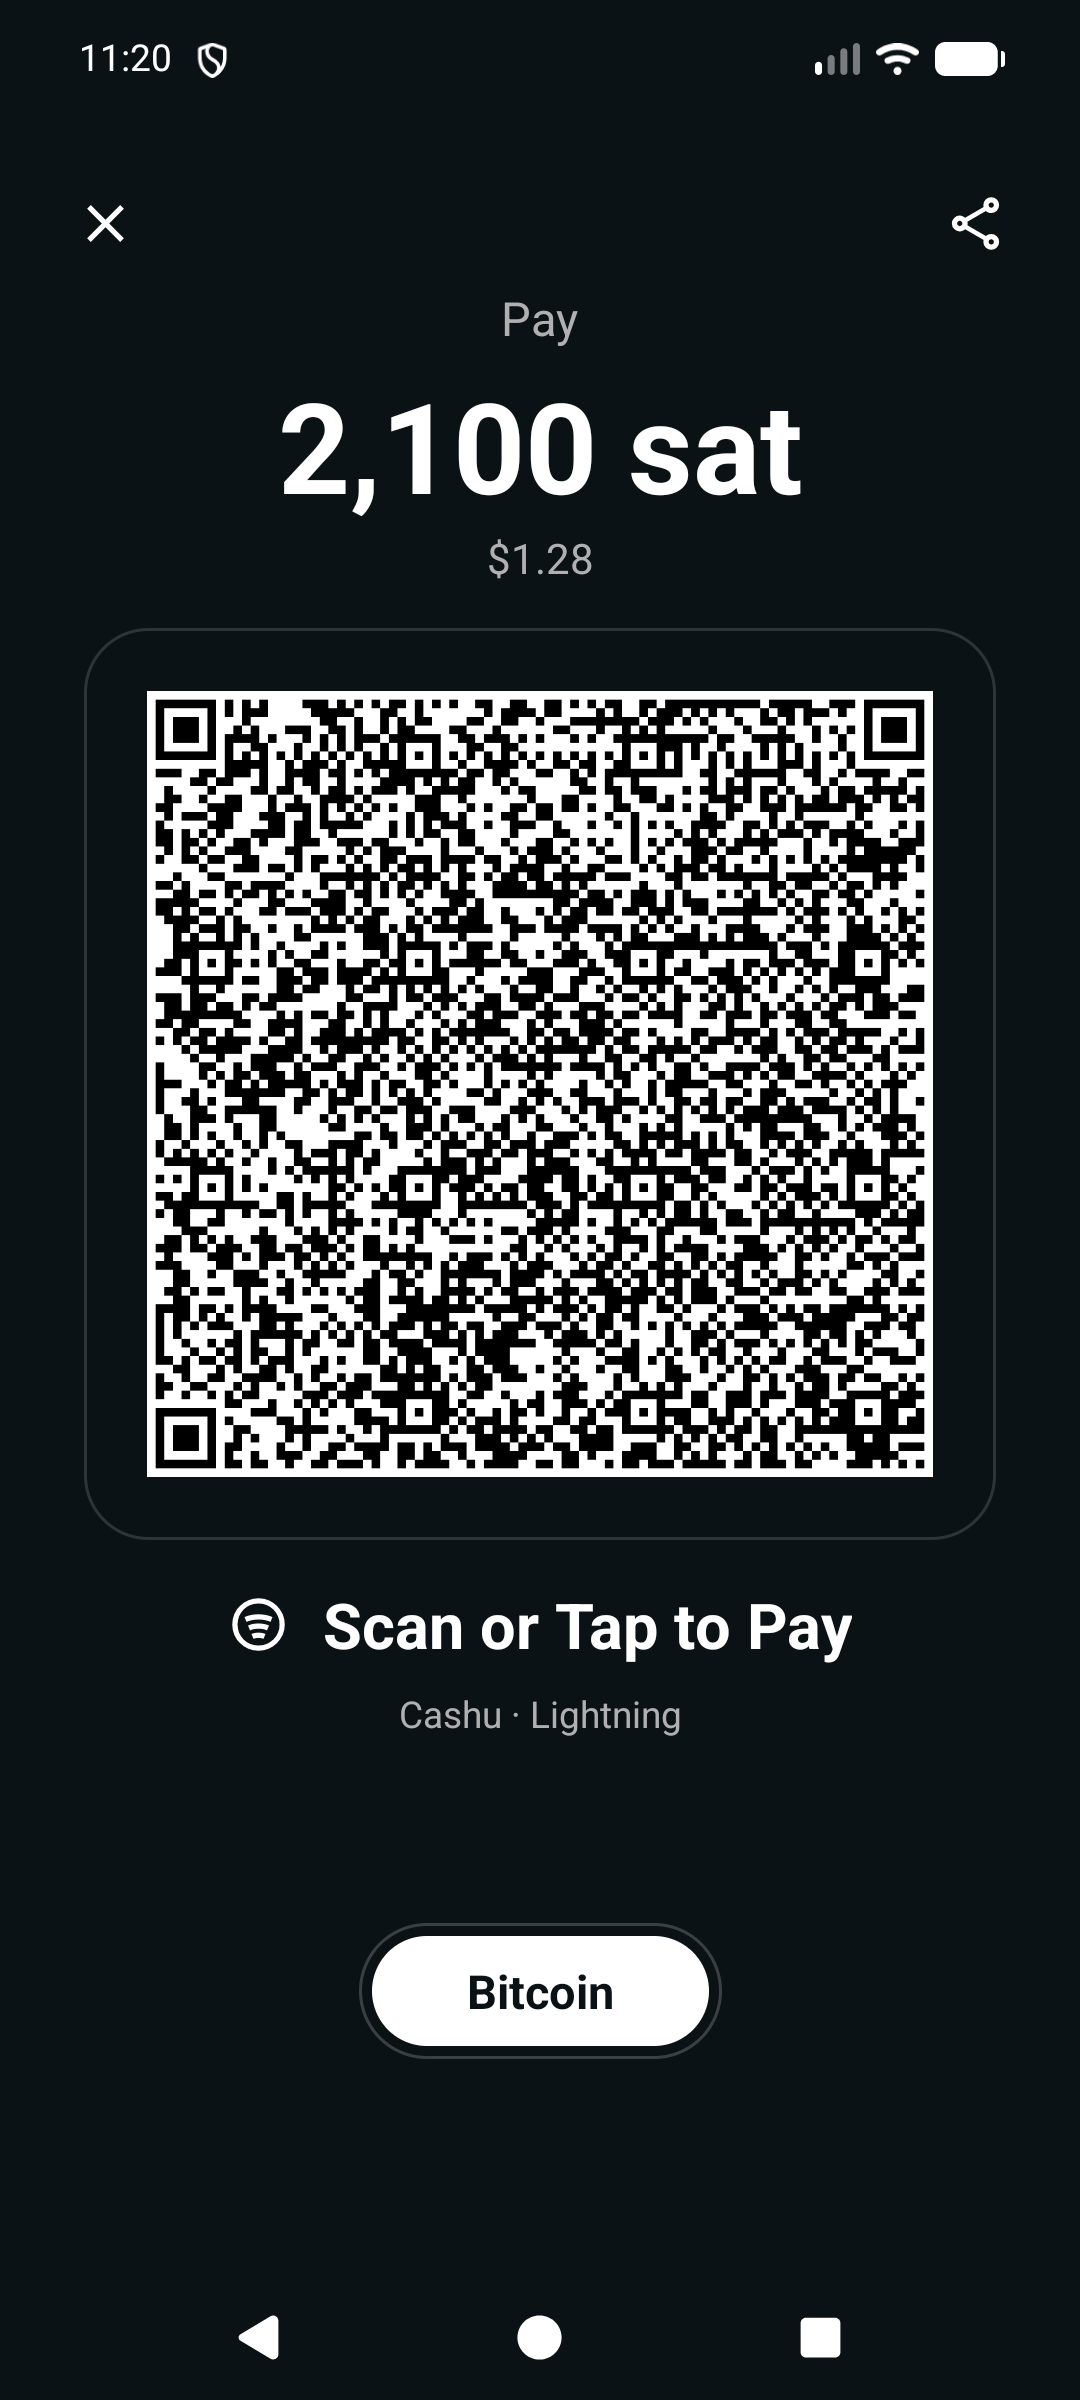 11:20
Pay
2,100 sat
$1.28
Scan or Tap to Pay
Cashu · Lightning
Bitcoin